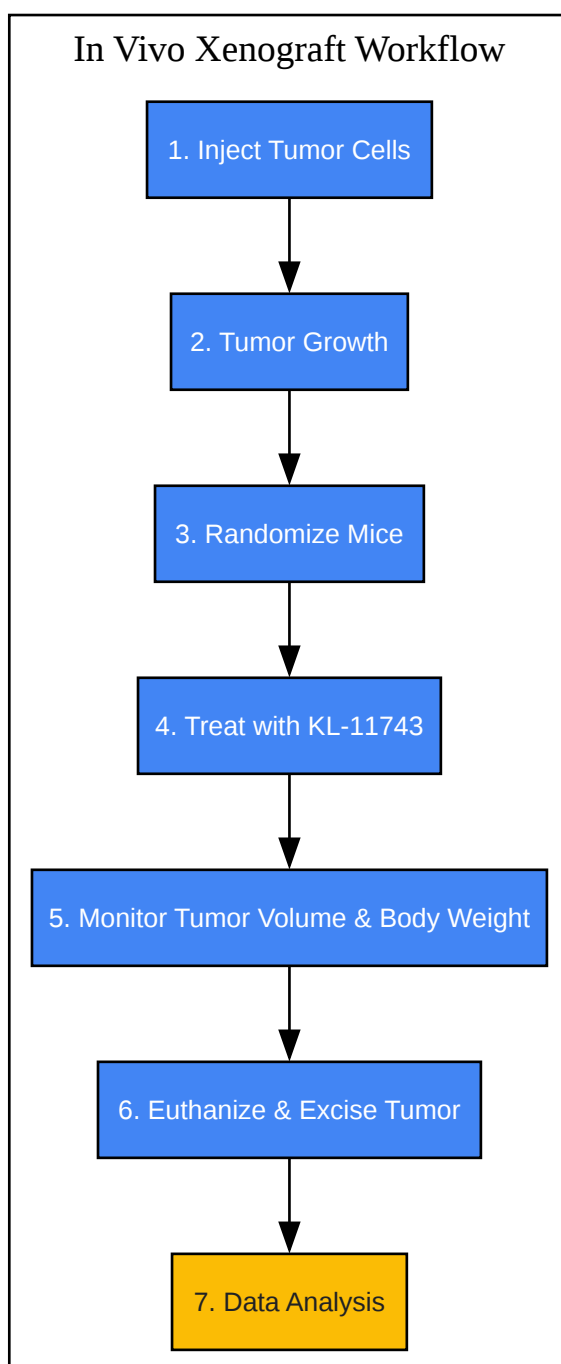 In Vivo Xenograft Workflow
1. Inject Tumor Cells
2. Tumor Growth
3. Randomize Mice
4. Treat with KL-11743
5. Monitor Tumor Volume & Body Weight
6. Euthanize & Excise Tumor
7. Data Analysis